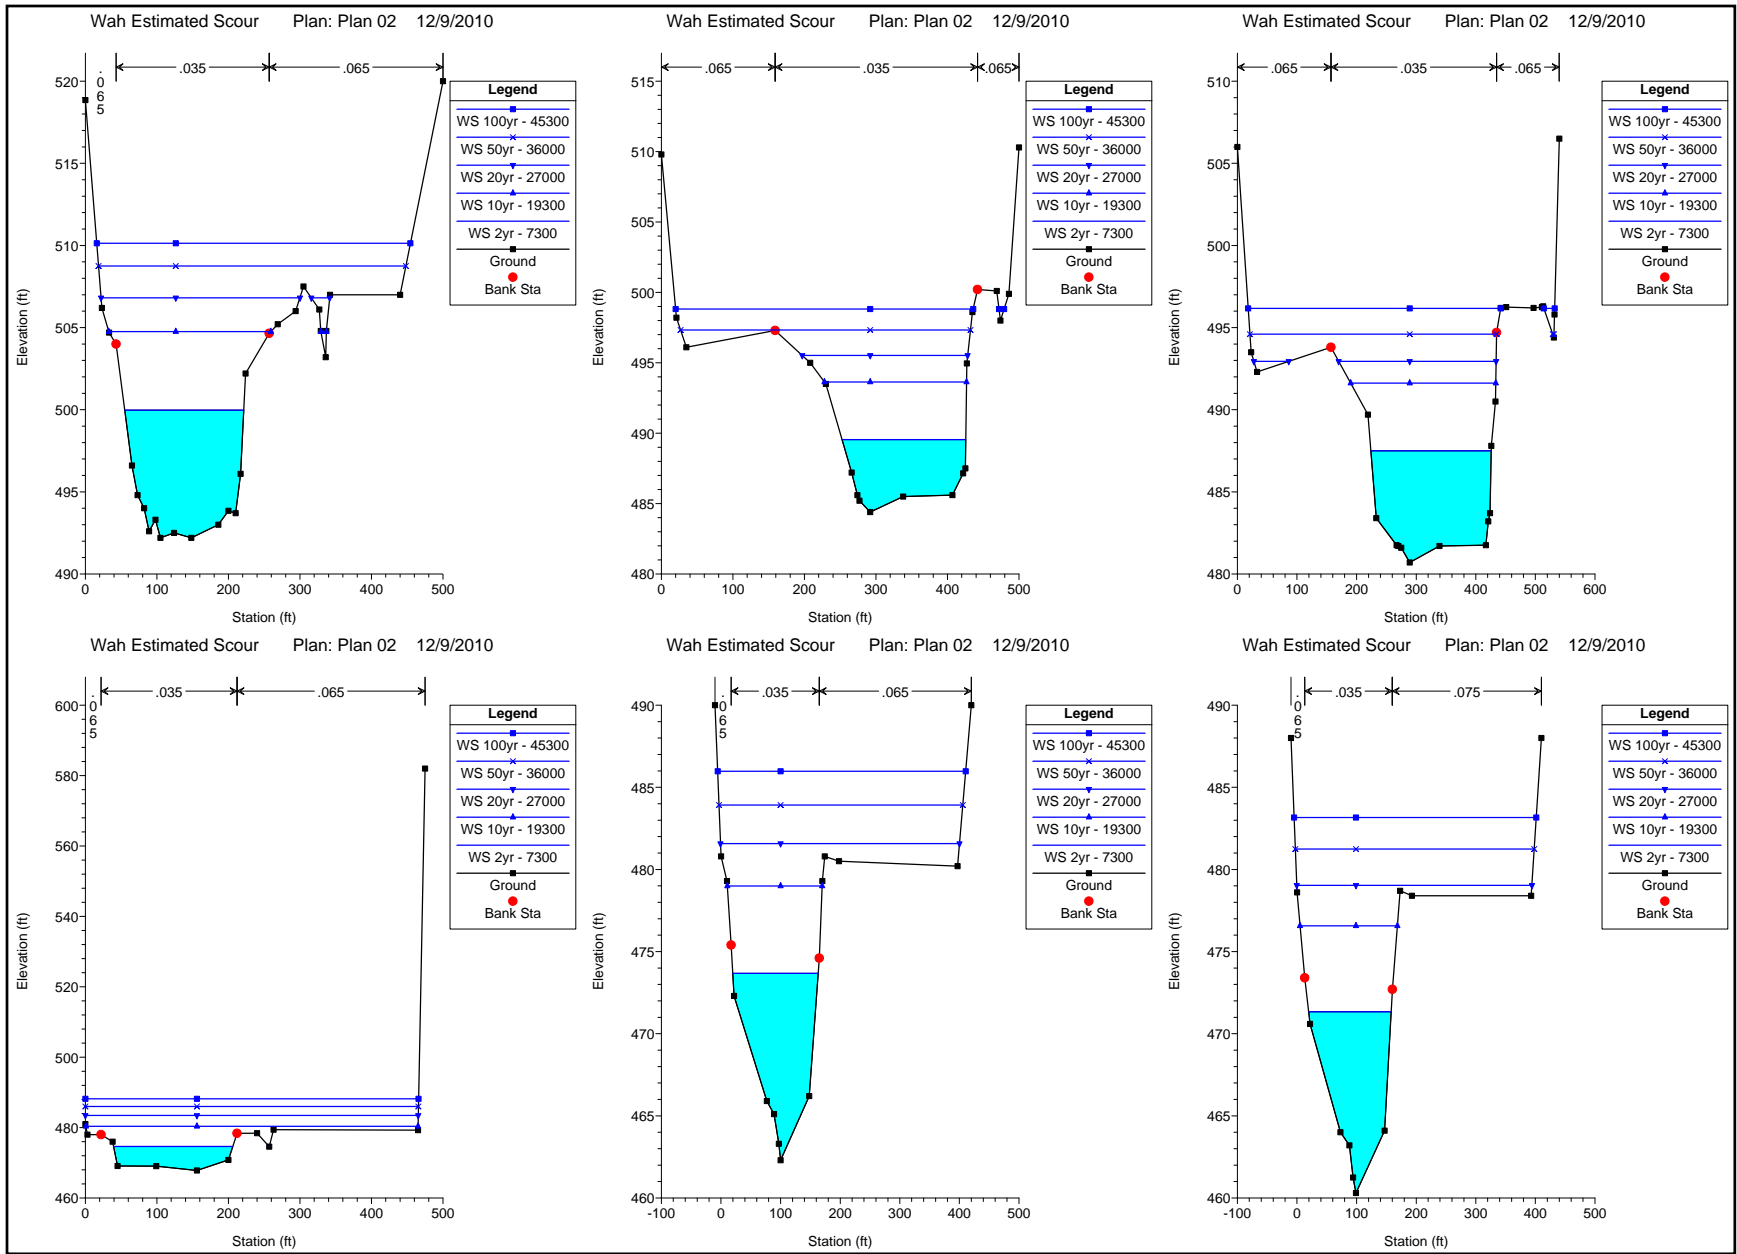 Wah Estimated Scour Plan: Plan 02 12/9/2010
.065 .035 .065
Legend
WS 100yr - 45300
WS 50yr - 36000
WS 20yr - 27000
WS 10yr - 19300
WS 2yr - 7300
Ground
Bank Sta
520
515
510
505
500
495
490
Elevation (ft)
0 100 200 300 400 500
Station (ft)
Wah Estimated Scour Plan: Plan 02 12/9/2010
.065 .035 .065
Legend
WS 100yr - 45300
WS 50yr - 36000
WS 20yr - 27000
WS 10yr - 19300
WS 2yr - 7300
Ground
Bank Sta
515
510
505
500
495
490
485
480
Elevation (ft)
0 100 200 300 400 500
Station (ft)
Wah Estimated Scour Plan: Plan 02 12/9/2010
.065 .035 .065
Legend
WS 100yr - 45300
WS 50yr - 36000
WS 20yr - 27000
WS 10yr - 19300
WS 2yr - 7300
Ground
Bank Sta
510
505
500
495
490
485
480
Elevation (ft)
0 100 200 300 400 500 600
Station (ft)
Wah Estimated Scour Plan: Plan 02 12/9/2010
.065 .035 .065
Legend
WS 100yr - 45300
WS 50yr - 36000
WS 20yr - 27000
WS 10yr - 19300
WS 2yr - 7300
Ground
Bank Sta
600
580
560
540
520
500
480
460
Elevation (ft)
0 100 200 300 400 500
Station (ft)
Wah Estimated Scour Plan: Plan 02 12/9/2010
.065 .035 .065
Legend
WS 100yr - 45300
WS 50yr - 36000
WS 20yr - 27000
WS 10yr - 19300
WS 2yr - 7300
Ground
Bank Sta
490
485
480
475
470
465
460
Elevation (ft)
-100 0 100 200 300 400 500
Station (ft)
Wah Estimated Scour Plan: Plan 02 12/9/2010
.065 .035 .075
Legend
WS 100yr - 45300
WS 50yr - 36000
WS 20yr - 27000
WS 10yr - 19300
WS 2yr - 7300
Ground
Bank Sta
490
485
480
475
470
465
460
Elevation (ft)
-100 0 100 200 300 400 500
Station (ft)